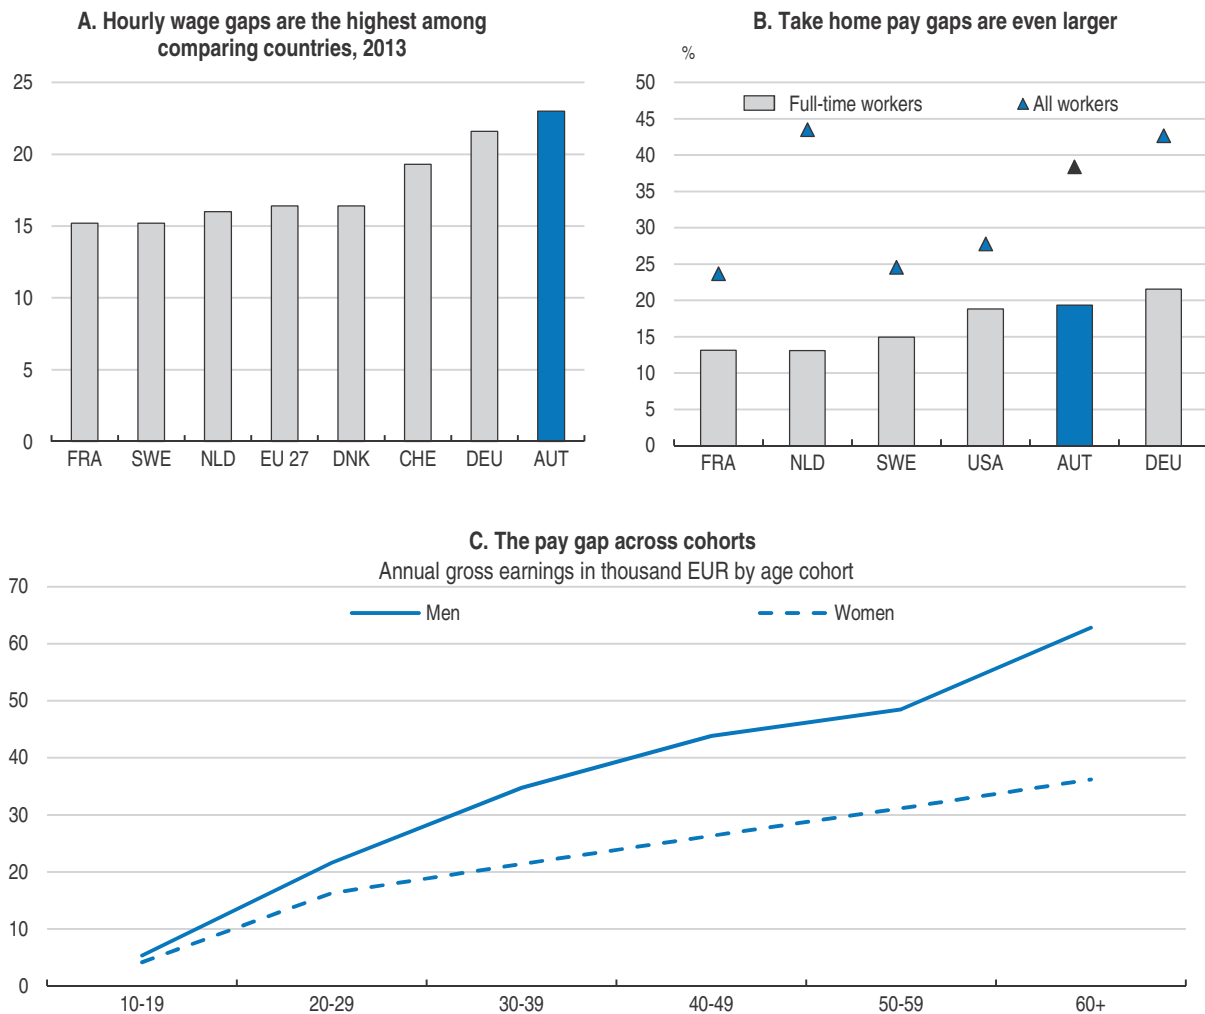 A. Hourly wage gaps are the highest among
comparing countries, 2013
25
20
15
10
5
0
FRA SWE NLD EU 27 DNK CHE DEU AUT
B. Take home pay gaps are even larger
%
50
45
40
35
30
25
20
15
10
5
0
Full-time workers All workers
FRA NLD SWE USA AUT DEU
C. The pay gap across cohorts
Annual gross earnings in thousand EUR by age cohort
70
60
50
40
30
20
10
0
Men Women
10-19 20-29 30-39 40-49 50-59 60+